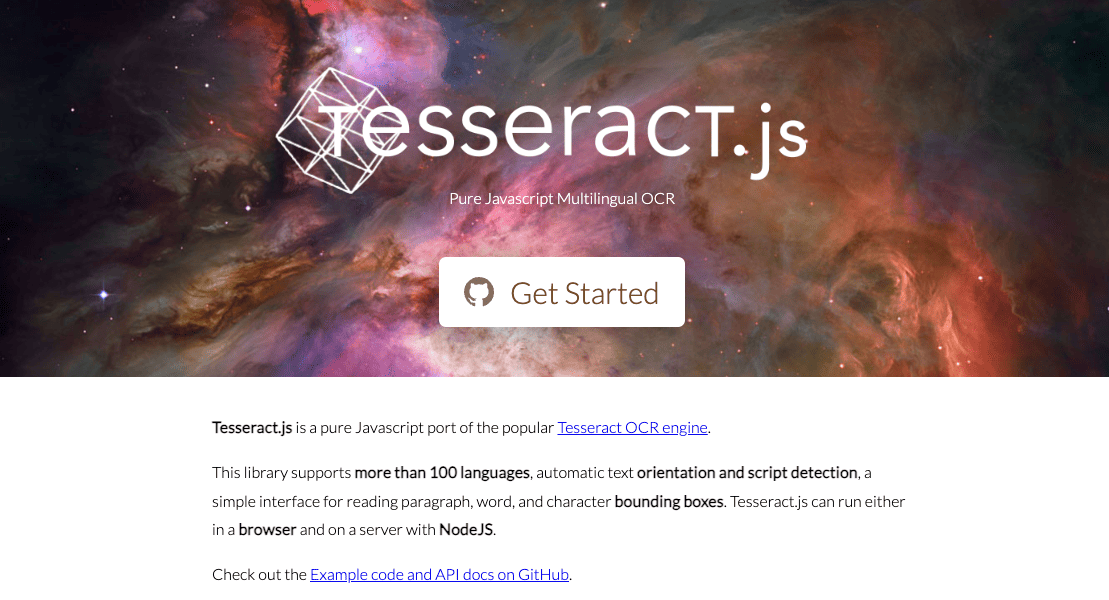 Tesseract.js
Pure Javascript Multilingual OCR
Get Started
Tesseract.js is a pure Javascript port of the popular Tesseract OCR engine.
This library supports more than 100 languages, automatic text orientation and script detection, a
simple interface for reading paragraph, word, and character bounding boxes. Tesseract.js can run either
in a browser and on a server with NodeJS.
Check out the Example code and API docs on GitHub.